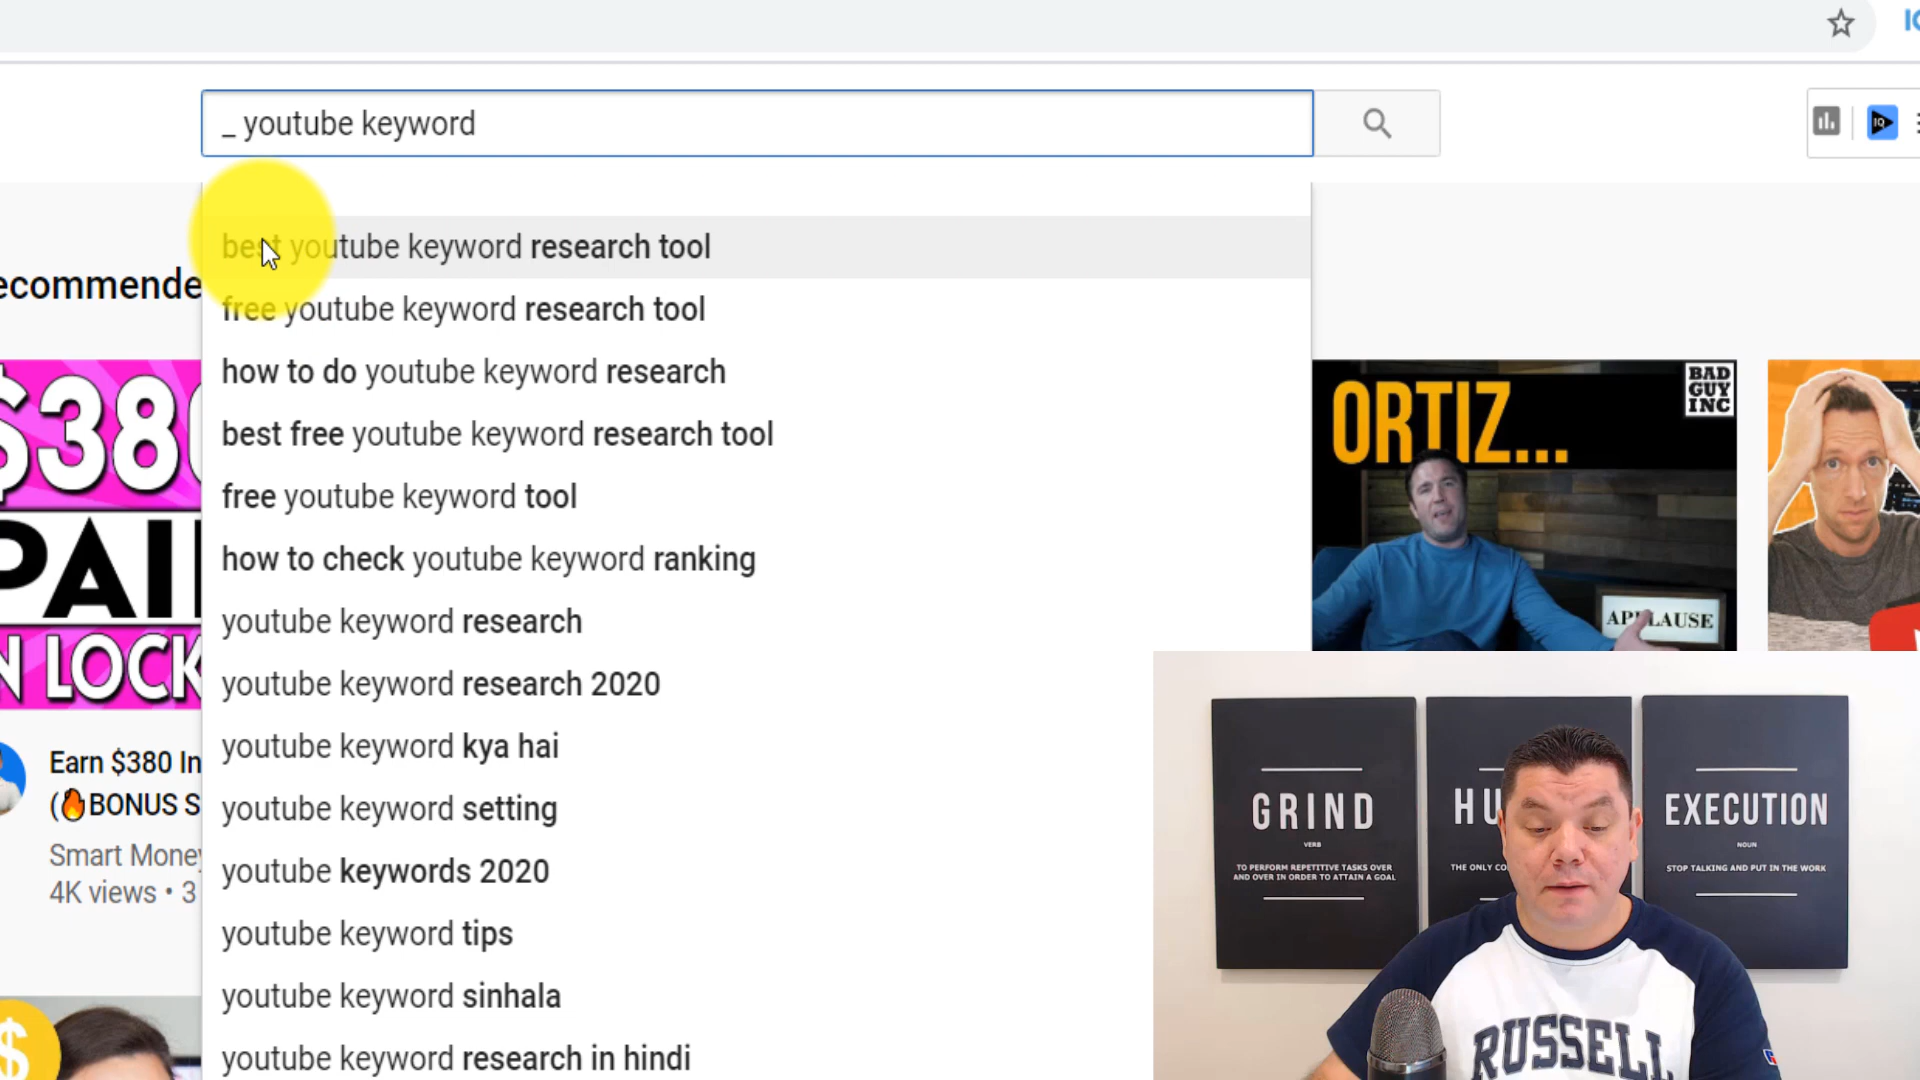 _ youtube keyword
IQ
best youtube keyword research tool
free youtube keyword research tool
how to do youtube keyword research
best free youtube keyword research tool
free youtube keyword tool
how to check youtube keyword ranking
youtube keyword research
youtube keyword research 2020
youtube keyword kya hai
youtube keyword setting
youtube keywords 2020
youtube keyword tips
youtube keyword sinhala
youtube keyword research in hindi
ecommende
$380
PAI
N LOCK
Earn $380 In
(🔥BONUS S
Smart Money
4K views • 3
$
ORTIZ...
BAD
GUY
INC
APPLAUSE
GRIND
VERB
TO PERFORM REPETITIVE TASKS OVER
AND OVER IN ORDER TO ATTAIN A GOAL
HU
THE ONLY CO
EXECUTION
NOUN
STOP TALKING AND PUT IN THE WORK
RUSSELL